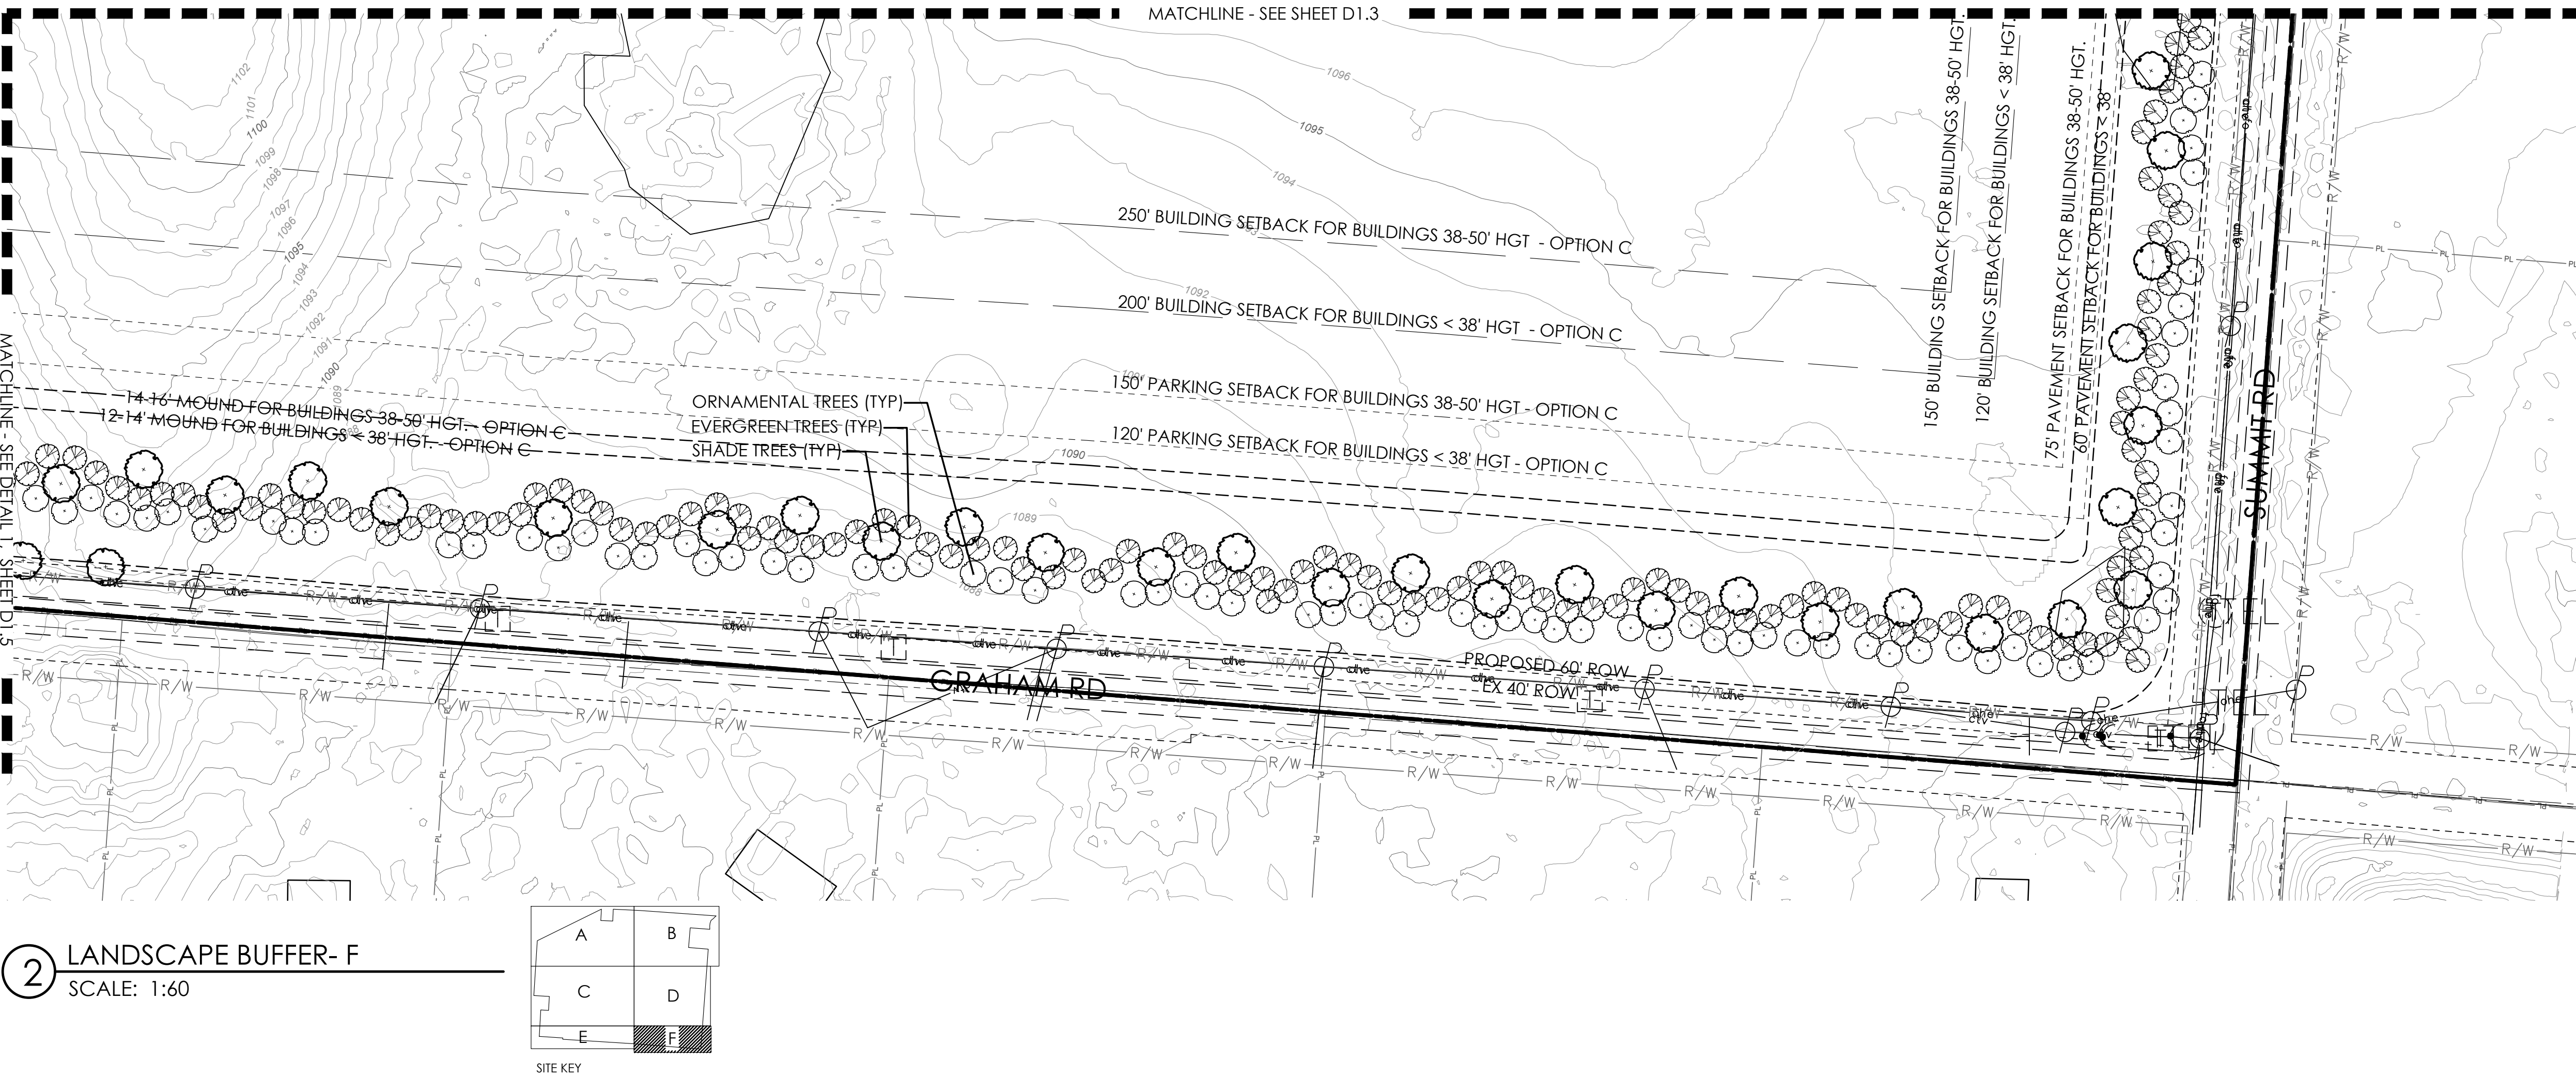 MATCHLINE - SEE SHEET D1.3
1102
1101
1100
1099
1098
1097
1096
1095
1094
1093
1092
1091
1090
1089
1096
1095
1094
1092
1090
1089
1088
250' BUILDING SETBACK FOR BUILDINGS 38-50' HGT - OPTION C
200' BUILDING SETBACK FOR BUILDINGS < 38' HGT - OPTION C
150' PARKING SETBACK FOR BUILDINGS 38-50' HGT - OPTION C
120' PARKING SETBACK FOR BUILDINGS < 38' HGT - OPTION C
150' BUILDING SETBACK FOR BUILDINGS 38-50' HGT.
120' BUILDING SETBACK FOR BUILDINGS < 38' HGT.
75' PAVEMENT SETBACK FOR BUILDINGS 38-50' HGT.
60' PAVEMENT SETBACK FOR BUILDINGS < 38'
14-16' MOUND FOR BUILDINGS 38-50' HGT. - OPTION C
12-14' MOUND FOR BUILDINGS < 38' HGT. - OPTION C
ORNAMENTAL TREES (TYP)
EVERGREEN TREES (TYP)
SHADE TREES (TYP)
MATCHLINE - SEE DETAIL 1, SHEET D1.5
SUMMIT RD
GRAHAM RD
PROPOSED 60' ROW
EX 40' ROW
R/W
PL
ohe
2
LANDSCAPE BUFFER- F
SCALE: 1:60
A
B
C
D
E
F
SITE KEY